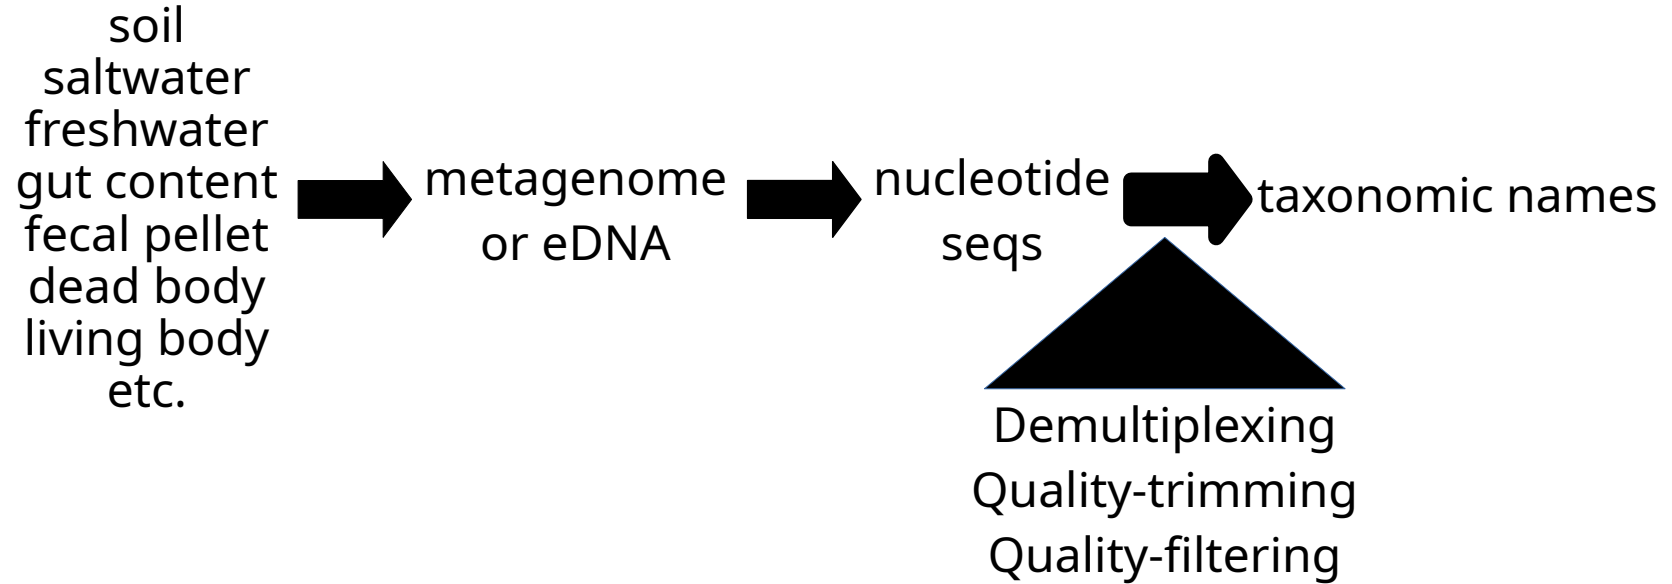 soil
saltwater
freshwater
gut content
fecal pellet
dead body
living body
etc.
metagenome
or eDNA
nucleotide
seqs
taxonomic names
Demultiplexing
Quality-trimming
Quality-filtering